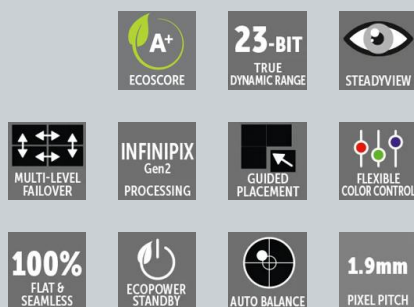 A+
ECOSCORE
23-BIT
TRUE
DYNAMIC RANGE
STEADYVIEW
MULTI-LEVEL
FAILOVER
INFINIPIX
Gen2
PROCESSING
GUIDED
PLACEMENT
FLEXIBLE
COLOR CONTROL
100%
FLAT &
SEAMLESS
ECOPOWER
STANDBY
AUTO BALANCE
1.9mm
PIXEL PITCH